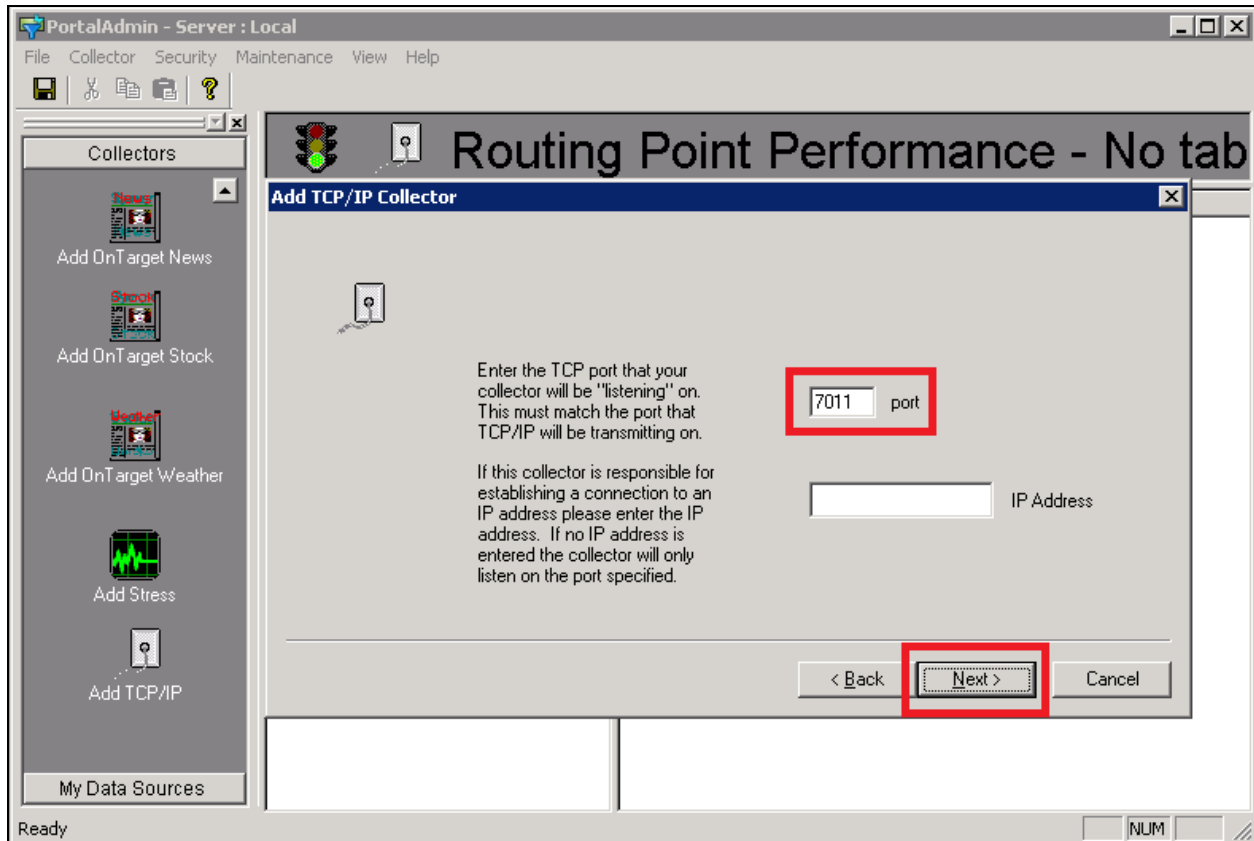 PortalAdmin - Server : Local
File Collector Security Maintenance View Help
Collectors
Routing Point Performance - No tab
Add TCP/IP Collector
News
Add OnTarget News
Stock
Add OnTarget Stock
Weather
Add OnTarget Weather
Add Stress
Add TCP/IP
Enter the TCP port that your
collector will be "listening" on.
This must match the port that
TCP/IP will be transmitting on.
7011 port
If this collector is responsible for
establishing a connection to an
IP address please enter the IP
address. If no IP address is
entered the collector will only
listen on the port specified.
IP Address
< Back Next > Cancel
My Data Sources
Ready NUM